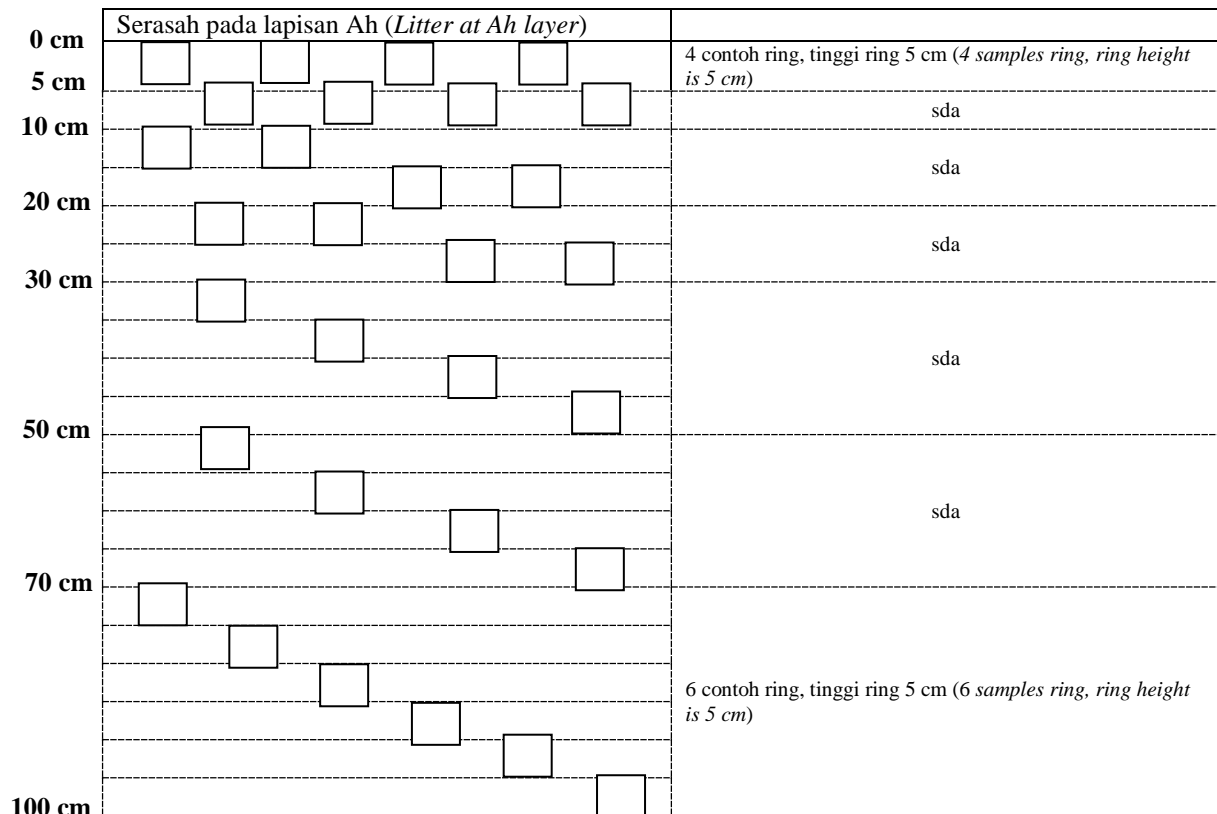 Serasah pada lapisan Ah (Litter at Ah layer)
0 cm
4 contoh ring, tinggi ring 5 cm (4 samples ring, ring height
is 5 cm)
5 cm
sda
10 cm
sda
20 cm
sda
30 cm
sda
50 cm
sda
70 cm
6 contoh ring, tinggi ring 5 cm (6 samples ring, ring height
is 5 cm)
100 cm